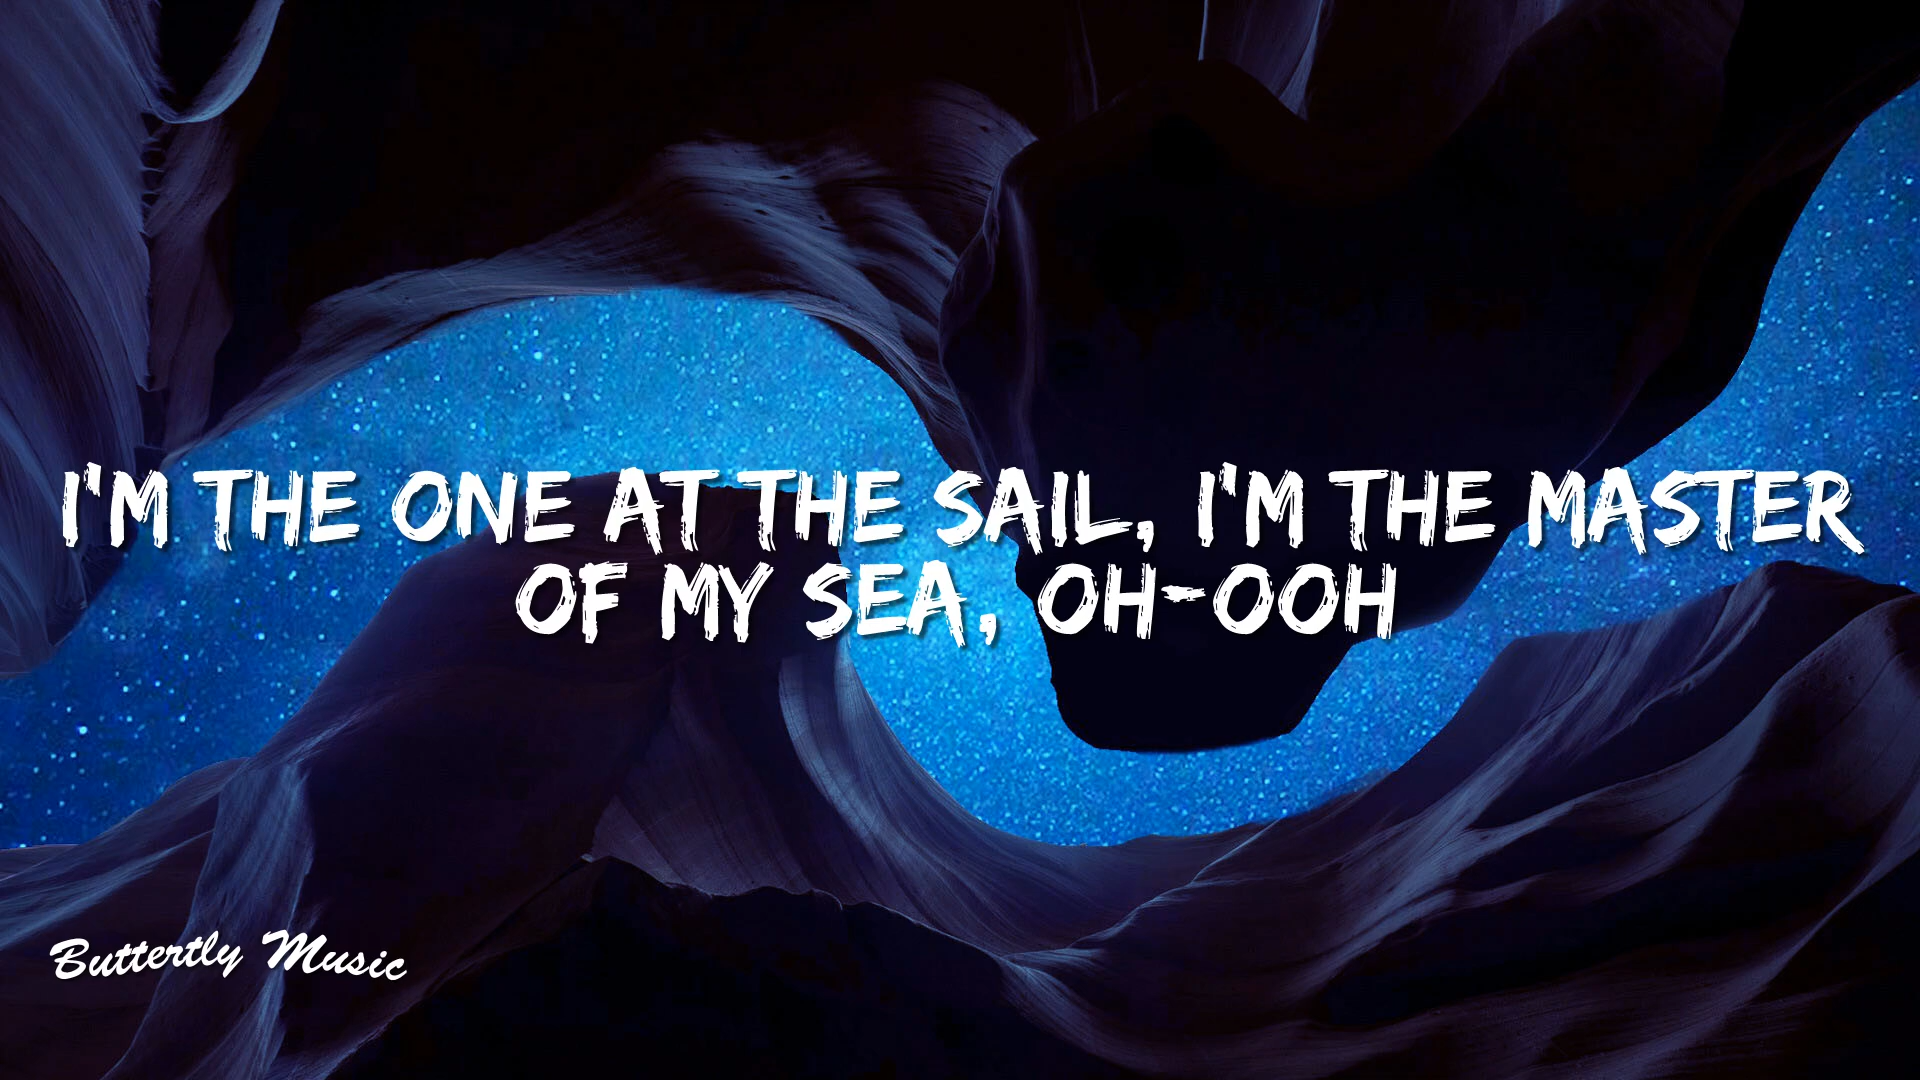 I'M THE ONE AT THE SAIL, I'M THE MASTER
OF MY SEA, OH-OOH
Buttertly Music